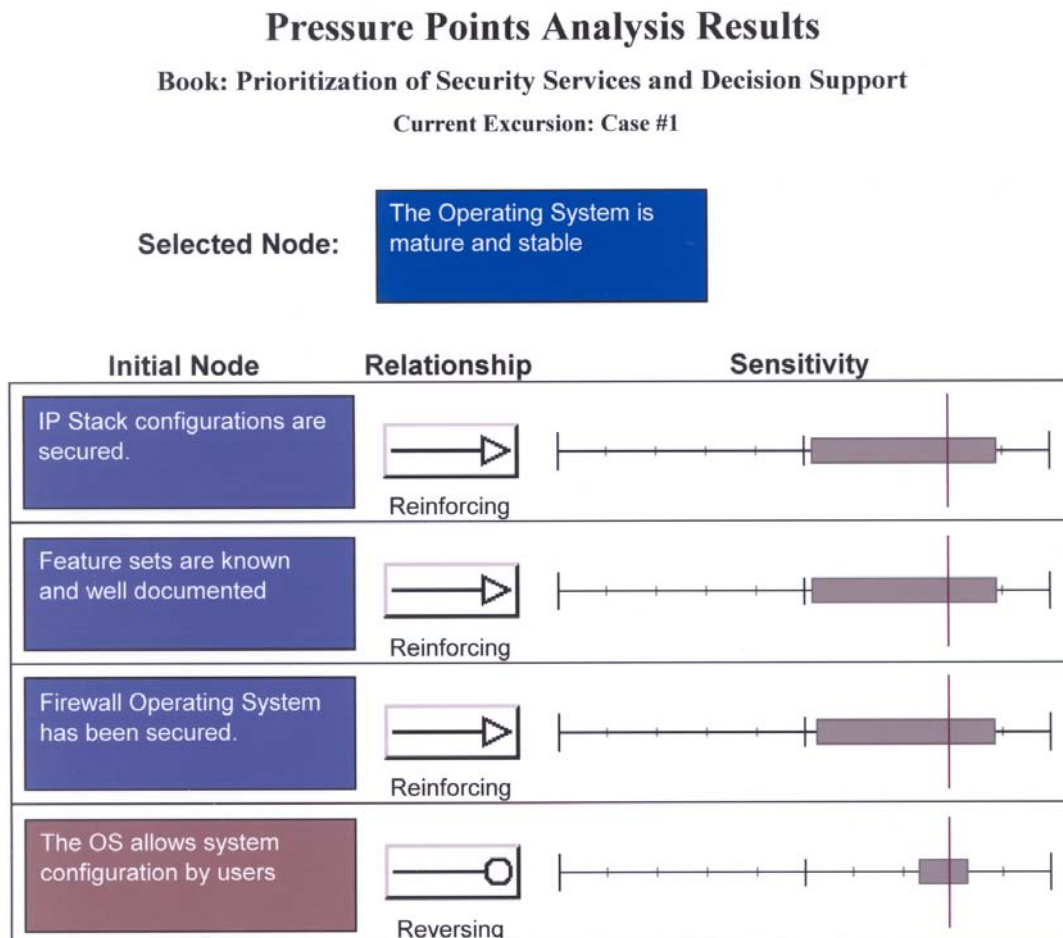 Pressure Points Analysis Results
Book: Prioritization of Security Services and Decision Support
Current Excursion: Case #1
Selected Node:
The Operating System is
mature and stable
Initial Node
Relationship
Sensitivity
IP Stack configurations are
secured.
Reinforcing
Feature sets are known
and well documented
Reinforcing
Firewall Operating System
has been secured.
Reinforcing
The OS allows system
configuration by users
Reversing